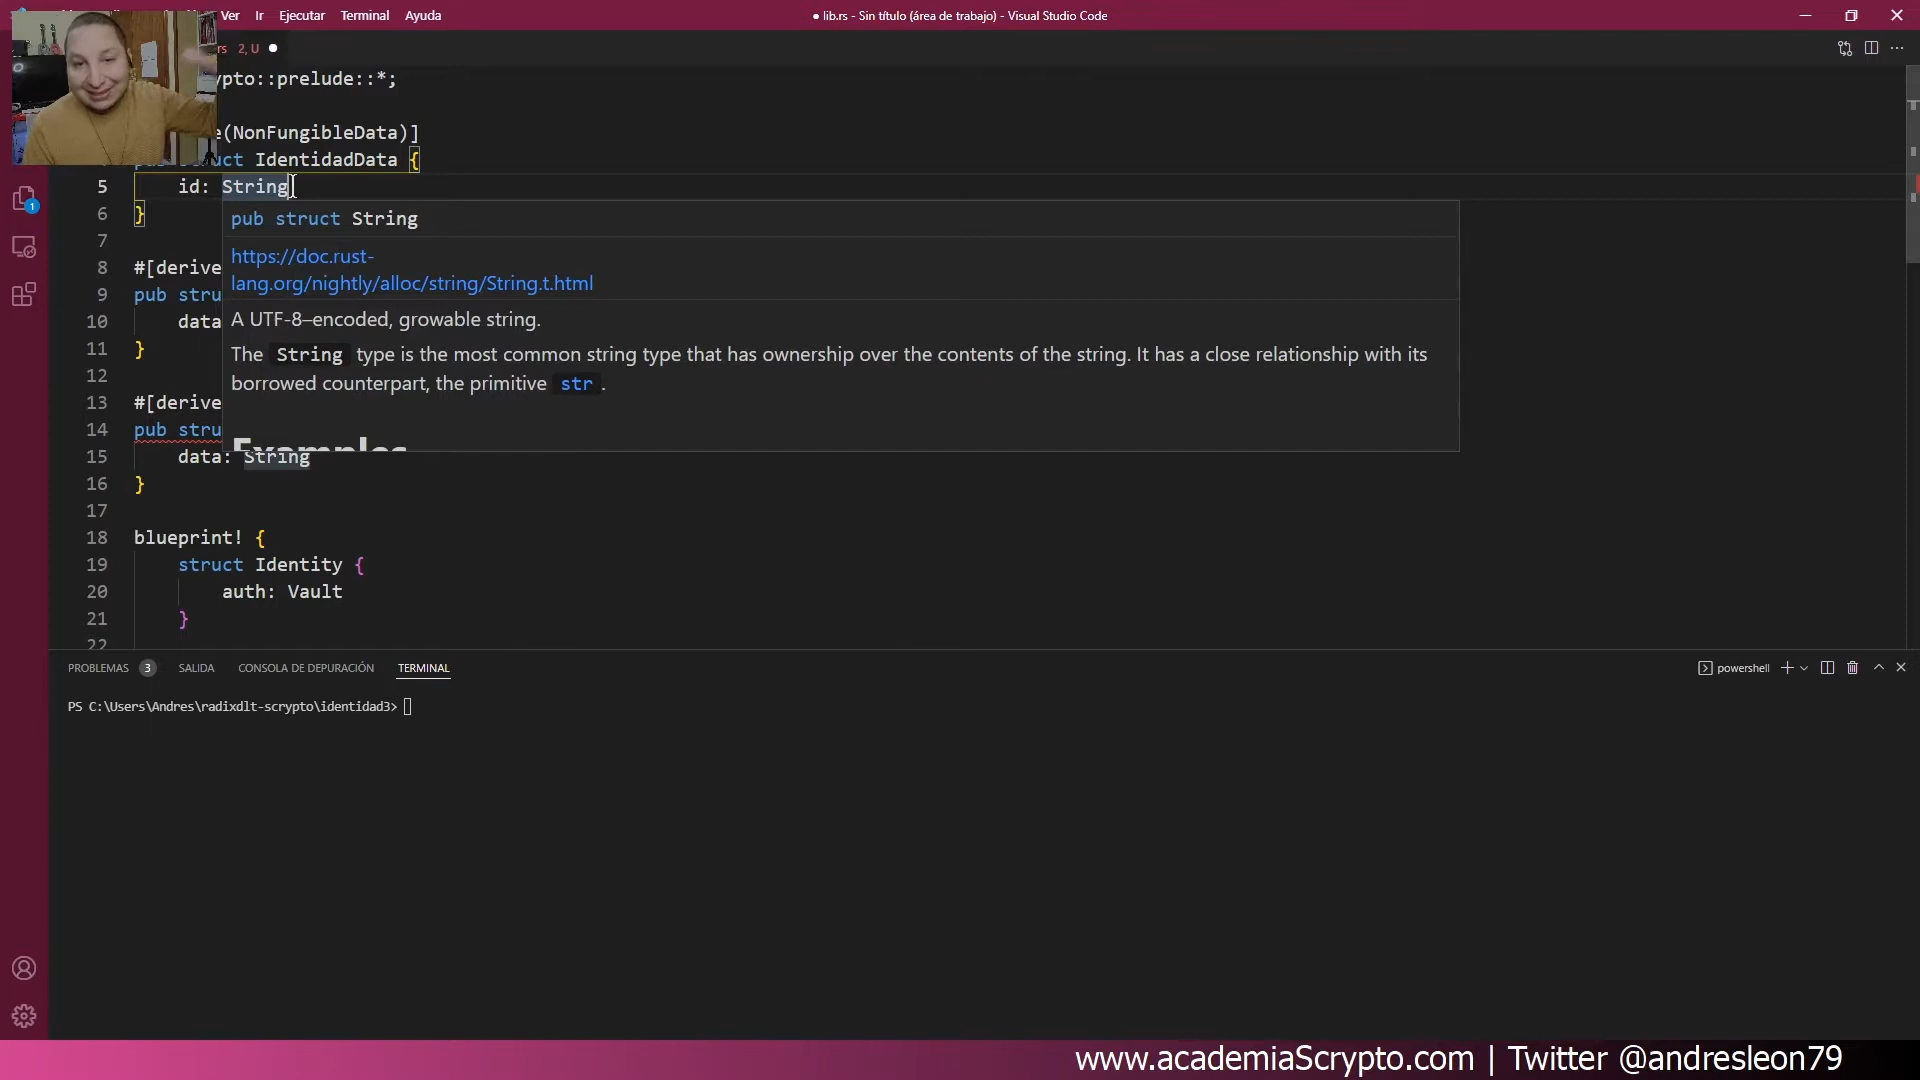 Ver Ir Ejecutar Terminal Ayuda
● lib.rs - Sin título (área de trabajo) - Visual Studio Code
rs 2, U ●
ypto::prelude::*;
e(NonFungibleData)]
struct IdentidadData {
5 id: String
6 }
pub struct String
https://doc.rust-
lang.org/nightly/alloc/string/String.t.html
A UTF-8–encoded, growable string.
The String type is the most common string type that has ownership over the contents of the string. It has a close relationship with its
borrowed counterpart, the primitive str .
Examples
7
8 #[derive
9 pub stru
10 data
11 }
12
13 #[derive
14 pub stru
15 data: String
16 }
17
18 blueprint! {
19 struct Identity {
20 auth: Vault
21 }
22
PROBLEMAS 3 SALIDA CONSOLA DE DEPURACIÓN TERMINAL
powershell
PS C:\Users\Andres\radixdlt-scrypto\identidad3>
1
www.academiaScrypto.com | Twitter @andresleon79